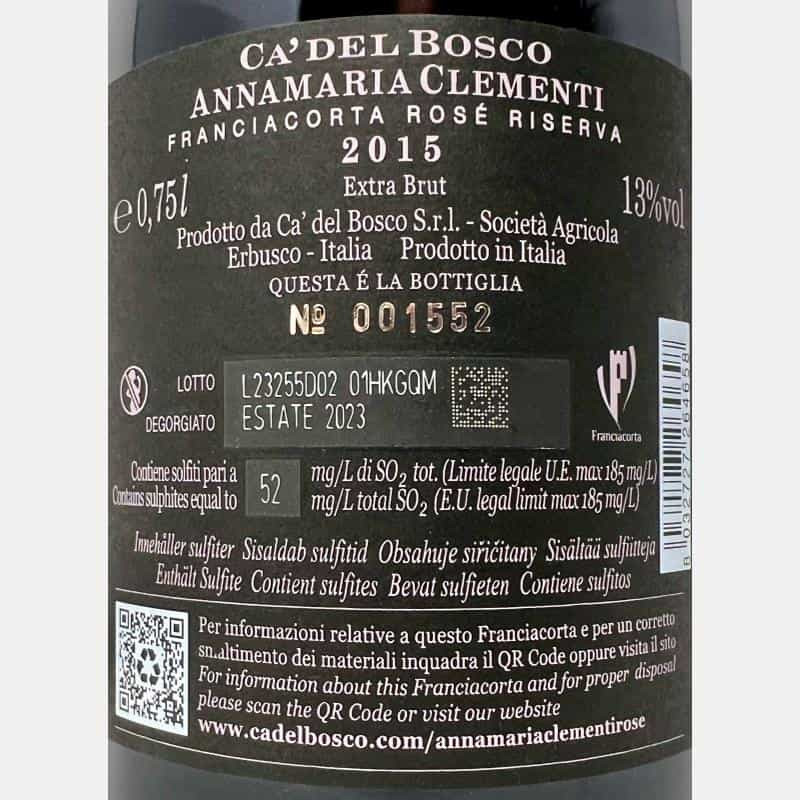 CA' DEL BOSCO
ANNAMARIA CLEMENTI
FRANCIACORTA ROSÉ RISERVA
2015
Extra Brut
e 0,75l
13%vol
Prodotto da Ca' del Bosco S.r.l. - Società Agricola
Erbusco - Italia Prodotto in Italia
QUESTA É LA BOTTIGLIA
Nº 001552
LOTTO L23255D02 01HKGQM
DEGORGIATO ESTATE 2023
Franciacorta
Contiene solfiti pari a 52 mg/L di SO2 tot. (Limite legale U.E. max 185 mg/L)
Contains sulphites equal to mg/L total SO2 (E.U. legal limit max 185 mg/L)
8 032727 264658
Innehåller sulfiter Sisaldab sulfitid Obsahuje siřičitany Sisältää sulfiitteja
Enthält Sulfite Contient sulfites Bevat sulfieten Contiene sulfitos
Per informazioni relative a questo Franciacorta e per un corretto
smaltimento dei materiali inquadra il QR Code oppure visita il sito
For information about this Franciacorta and for proper disposal
please scan the QR Code or visit our website
www.cadelbosco.com/annamariaclementirose